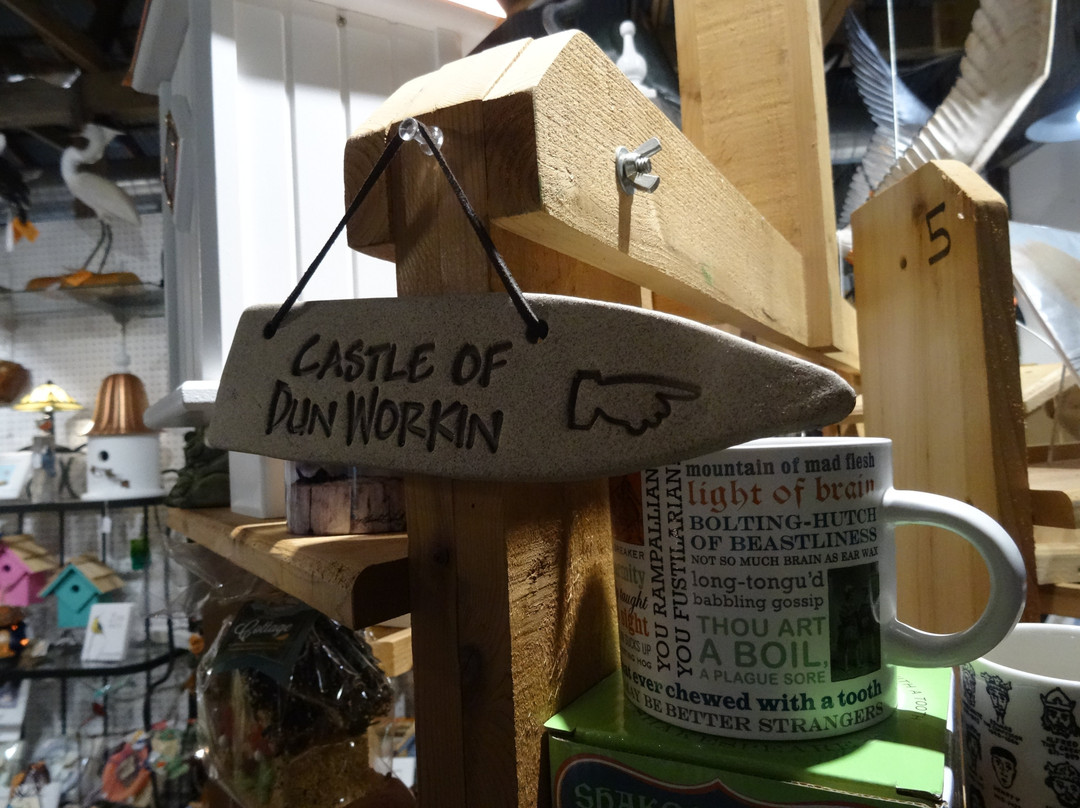 CASTLE OF
DUN WORKIN
5
mountain of mad flesh
light of brain
BOLTING-HUTCH
OF BEASTLINESS
NOT SO MUCH BRAIN AS EAR WAX
long-tongu'd
babbling gossip
THOU ART
A BOIL,
A PLAGUE SORE
YOU RAMPALLIAN
YOU FUSTILARIAN
ever chewed with a tooth
BE BETTER STRANGERS
Cottage